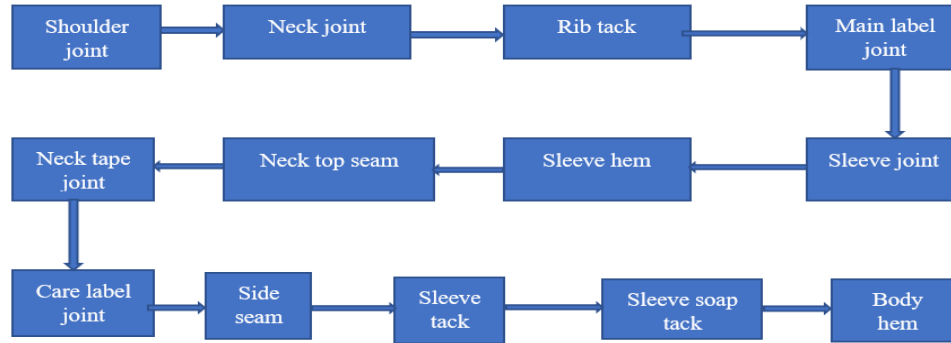 Shoulder
joint
Neck joint
Rib tack
Main label
joint
Sleeve joint
Sleeve hem
Neck top seam
Neck tape
joint
Care label
joint
Side
seam
Sleeve
tack
Sleeve soap
tack
Body
hem